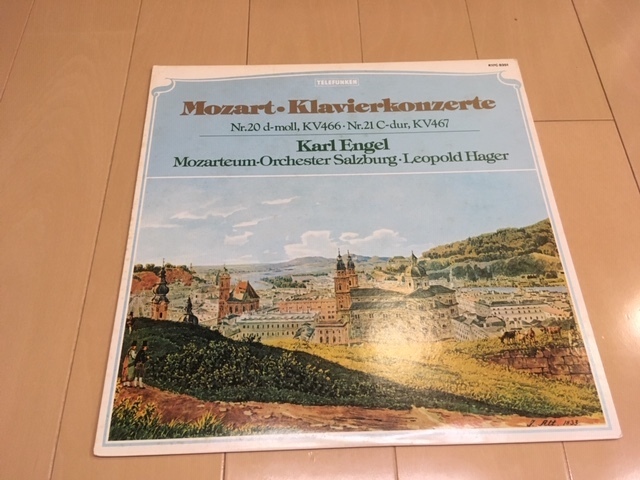 TELEFUNKEN
Mozart • Klavierkonzerte
Nr.20 d-moll, KV466 · Nr.21 C-dur, KV467
Karl Engel
Mozarteum-Orchester Salzburg · Leopold Hager